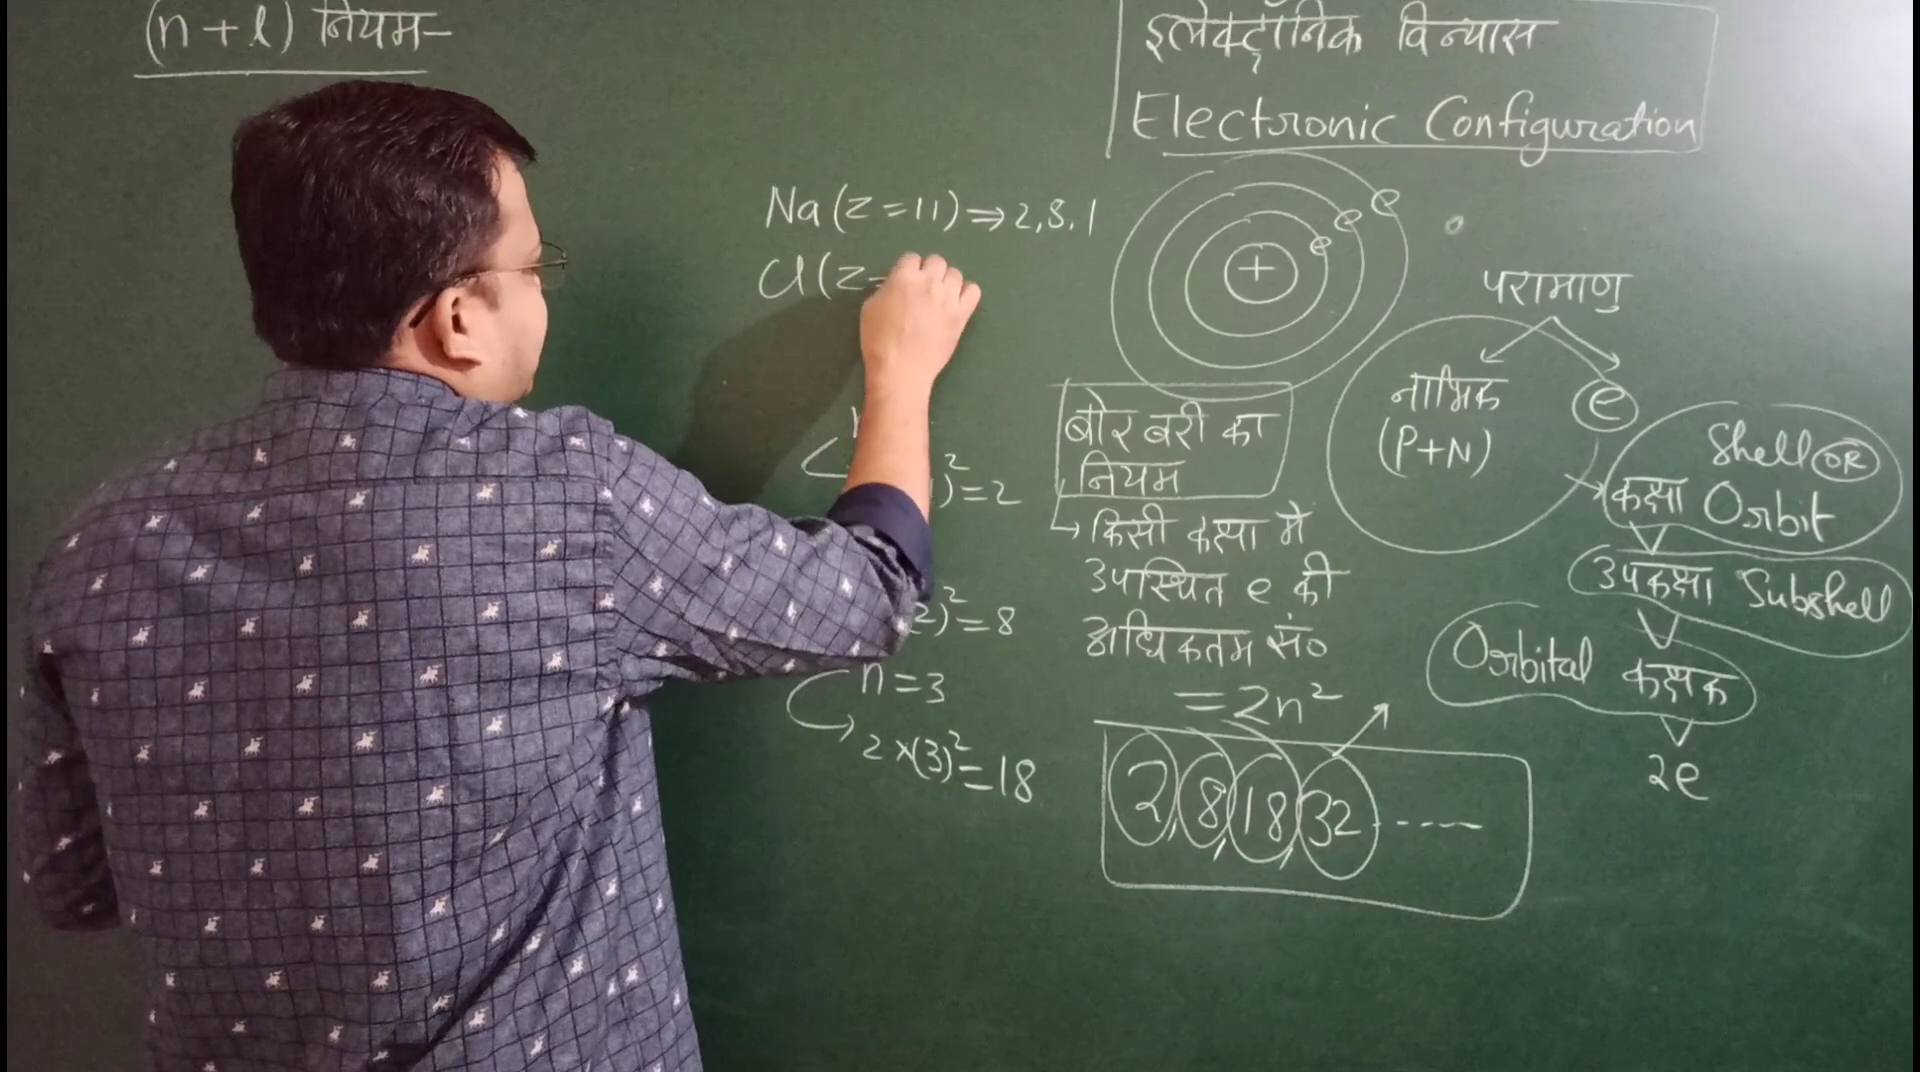 (n + l) नियम–
इलेक्ट्रॉनिक विन्यास
Electronic Configuration
Na (Z = 11) ⇒ 2, 8, 1
Cl (Z =
+
e e e
)² = 2
2)² = 8
n = 3
2 × (3)² = 18
बोर बरी का
नियम
→ किसी कक्षा मे
उपस्थित e की
अधिकतम सं०
= 2n²
2, 8, 18, 32 -----
परामाणु
नाभिक
(P+N)
e
Shell OR
कक्षा Orbit
उपकक्षा Subshell
Orbital कक्षक
2e